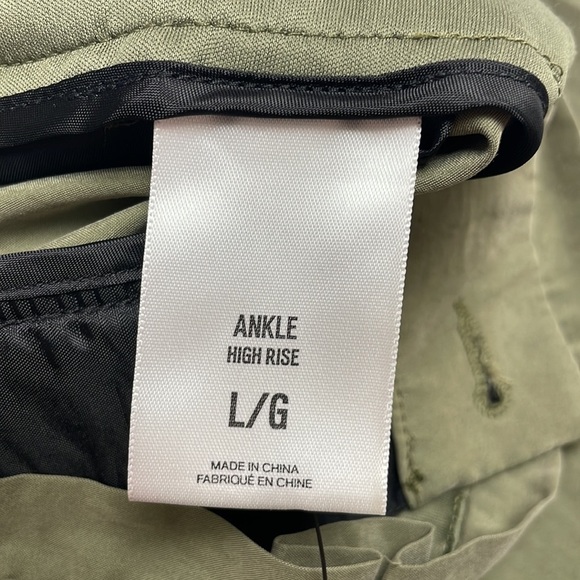 ANKLE
HIGH RISE
L/G
MADE IN CHINA
FABRIQUÉ EN CHINE